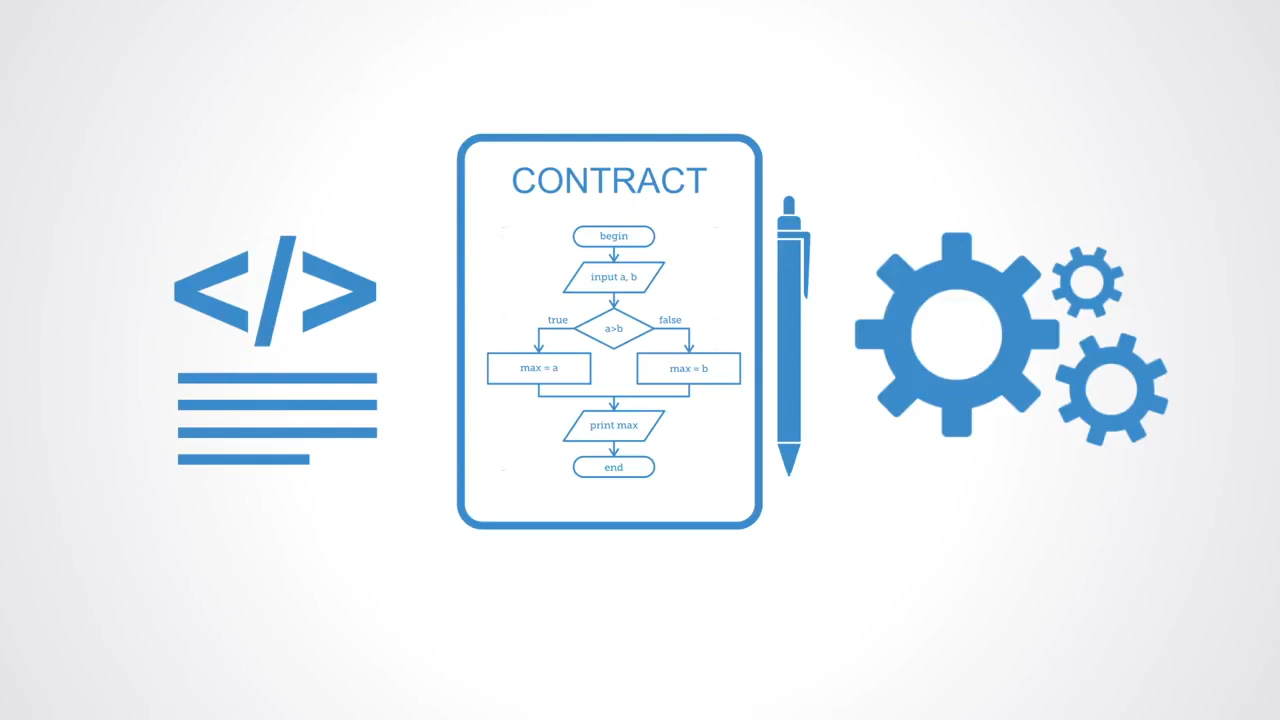 </>
CONTRACT
begin
input a, b
true
false
a>b
max = a
max = b
print max
end